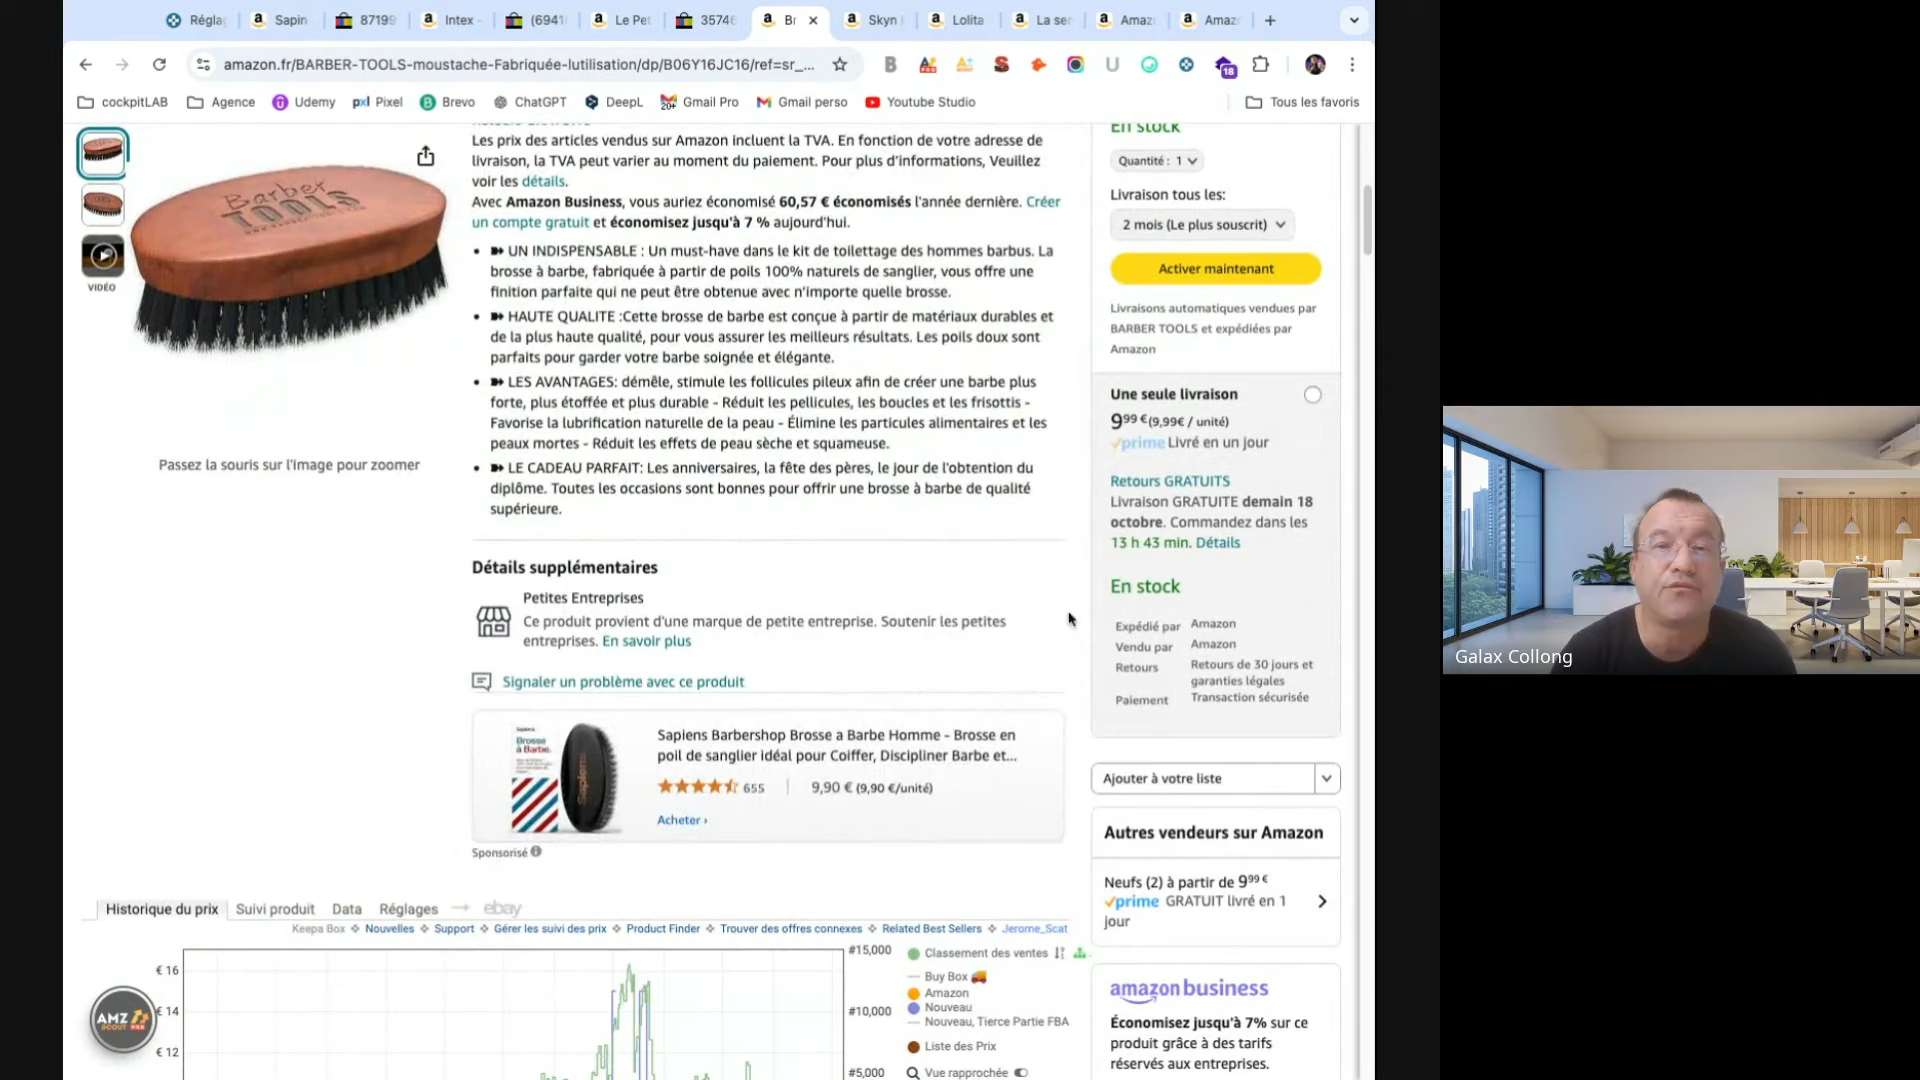 Régla
Sapin
87199
Intex -
(6941
Le Pet
35746
Br
Skyn
Lolita
La ser
Amaz
Amaz
amazon.fr/BARBER-TOOLS-moustache-Fabriquée-lutilisation/dp/B06Y16JC16/ref=sr_...
18
cockpitLAB
Agence
Udemy
pxl Pixel
Brevo
ChatGPT
DeepL
Gmail Pro
Gmail perso
Youtube Studio
Tous les favoris
VIDÉO
Barber
TOOLS
Passez la souris sur l'image pour zoomer
Les prix des articles vendus sur Amazon incluent la TVA. En fonction de votre adresse de
livraison, la TVA peut varier au moment du paiement. Pour plus d'informations, Veuillez
voir les détails.
Avec Amazon Business, vous auriez économisé 60,57 € économisés l'année dernière. Créer
un compte gratuit et économisez jusqu'à 7 % aujourd'hui.
• ➽ UN INDISPENSABLE : Un must-have dans le kit de toilettage des hommes barbus. La
brosse à barbe, fabriquée à partir de poils 100% naturels de sanglier, vous offre une
finition parfaite qui ne peut être obtenue avec n'importe quelle brosse.
• ➽ HAUTE QUALITE :Cette brosse de barbe est conçue à partir de matériaux durables et
de la plus haute qualité, pour vous assurer les meilleurs résultats. Les poils doux sont
parfaits pour garder votre barbe soignée et élégante.
• ➽ LES AVANTAGES: démêle, stimule les follicules pileux afin de créer une barbe plus
forte, plus étoffée et plus durable - Réduit les pellicules, les boucles et les frisottis -
Favorise la lubrification naturelle de la peau - Élimine les particules alimentaires et les
peaux mortes - Réduit les effets de peau sèche et squameuse.
• ➽ LE CADEAU PARFAIT: Les anniversaires, la fête des pères, le jour de l'obtention du
diplôme. Toutes les occasions sont bonnes pour offrir une brosse à barbe de qualité
supérieure.
Détails supplémentaires
Petites Entreprises
Ce produit provient d'une marque de petite entreprise. Soutenir les petites
entreprises. En savoir plus
Signaler un problème avec ce produit
Brosse
à Barbe.
Sapiens Barbershop Brosse a Barbe Homme - Brosse en
poil de sanglier idéal pour Coiffer, Discipliner Barbe et...
655
9,90 € (9,90 €/unité)
Acheter ›
Sponsorisé
En stock
Quantité : 1
Livraison tous les:
2 mois (Le plus souscrit)
Activer maintenant
Livraisons automatiques vendues par
BARBER TOOLS et expédiées par
Amazon
Une seule livraison
9,99 € (9,99€ / unité)
prime Livré en un jour
Retours GRATUITS
Livraison GRATUITE demain 18
octobre. Commandez dans les
13 h 43 min. Détails
En stock
Expédié par Amazon
Vendu par Amazon
Retours Retours de 30 jours et
garanties légales
Paiement Transaction sécurisée
Ajouter à votre liste
Autres vendeurs sur Amazon
Neufs (2) à partir de 9,99 €
prime GRATUIT livré en 1
jour
amazon business
Économisez jusqu'à 7% sur ce
produit grâce à des tarifs
réservés aux entreprises.
Historique du prix
Suivi produit
Data
Réglages
ebay
Keepa Box
Nouvelles
Support
Gérer les suivi des prix
Product Finder
Trouver des offres connexes
Related Best Sellers
Jerome_Scat
€ 16
€ 14
€ 12
#15,000
#10,000
#5,000
Classement des ventes
Buy Box
Amazon
Nouveau
Nouveau, Tierce Partie FBA
Liste des Prix
Vue rapprochée
AMZ
SCOUT PRO
Galax Collong